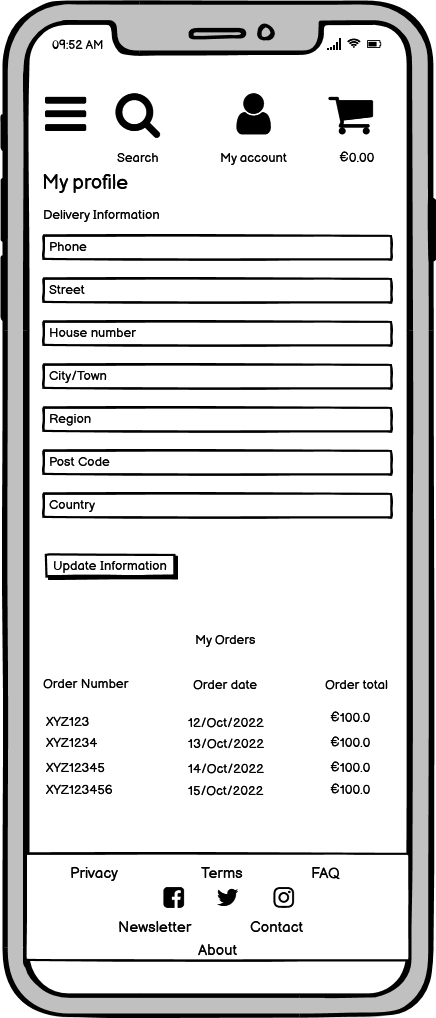 09:52 AM
Search My account €0.00
My profile
Delivery Information
Phone
Street
House number
City/Town
Region
Post Code
Country
Update Information
My Orders
Order Number Order date Order total
XYZ123 12/Oct/2022 €100.0
XYZ1234 13/Oct/2022 €100.0
XYZ12345 14/Oct/2022 €100.0
XYZ123456 15/Oct/2022 €100.0
Privacy Terms FAQ
Newsletter Contact
About